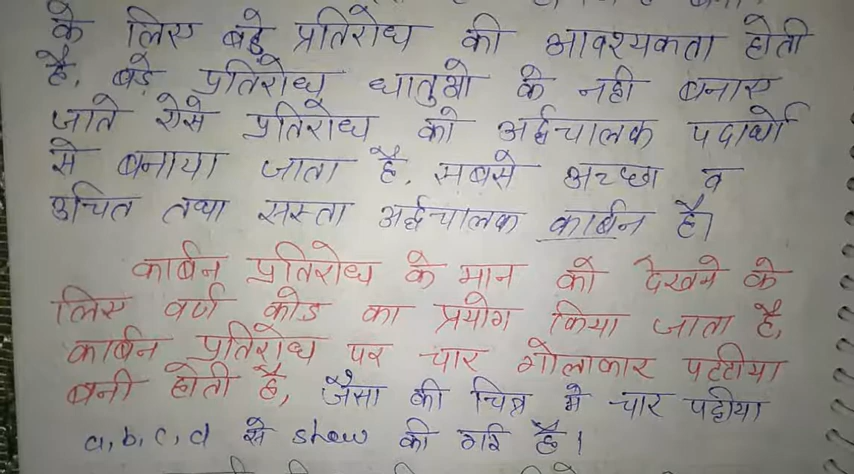 के लिए बड़े प्रतिरोध की आवश्यकता होती
है, बड़े प्रतिरोध धातुओ के नही बनाए
जाते ऐसे प्रतिरोध को अर्द्धचालक पदार्थो
से बनाया जाता है, सबसे अच्छा व
उचित तथा सस्ता अर्द्धचालक कार्बन है।
कार्बन प्रतिरोध के मान को देखने के
लिए वर्ण कोड का प्रयोग किया जाता है,
कार्बन प्रतिरोध पर चार गोलाकार पट्टीया
बनी होती है, जैसा की चित्र मे चार पट्टीया
a, b, c, d से show की गई है।